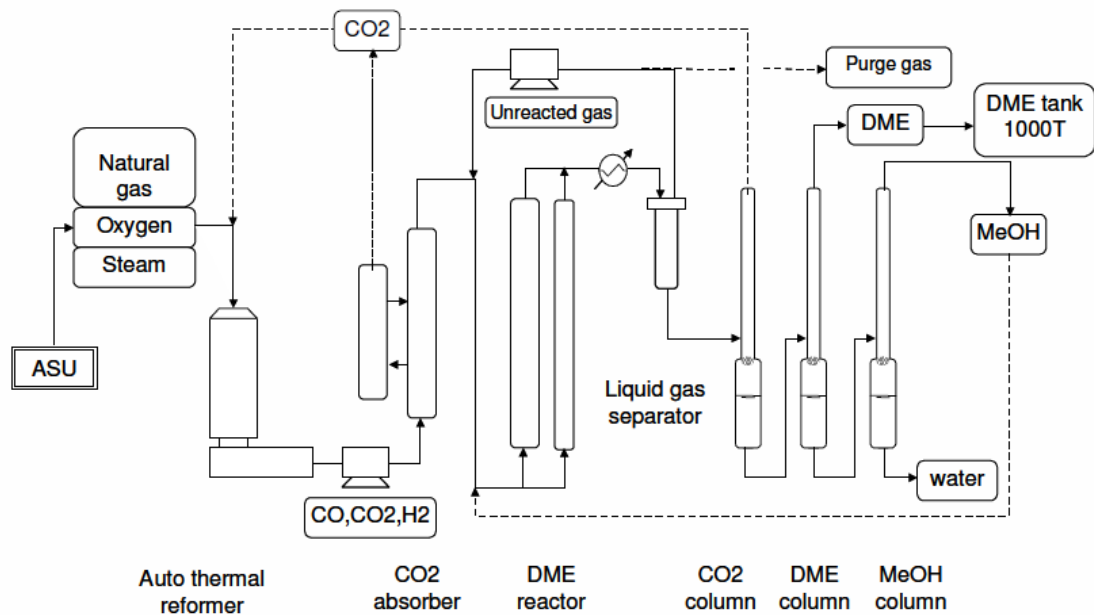 CO2
Purge gas
Unreacted gas
DME
DME tank
1000T
Natural
gas
Oxygen
Steam
MeOH
ASU
Liquid gas
separator
water
CO,CO2,H2
Auto thermal
reformer
CO2
absorber
DME
reactor
CO2
column
DME
column
MeOH
column